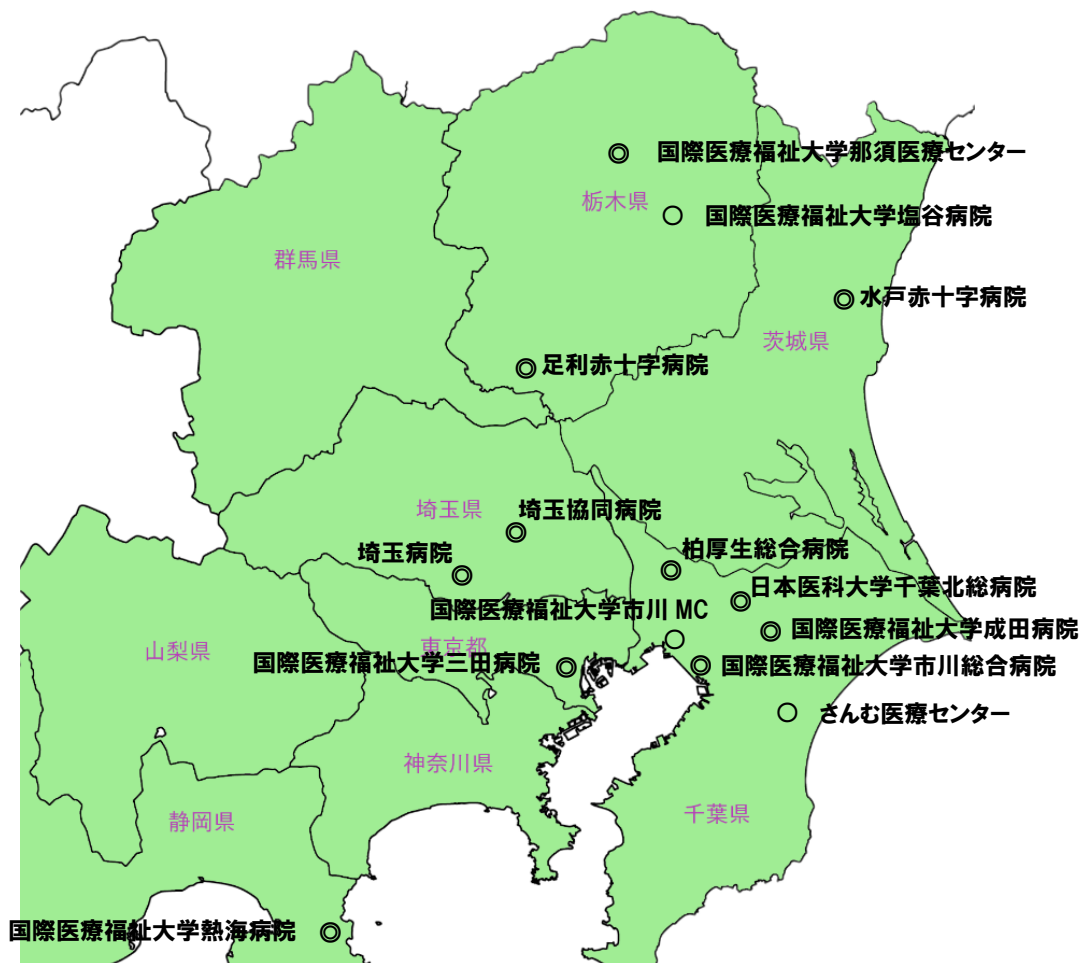 国際医療福祉大学那須医療センター
栃木県
国際医療福祉大学塩谷病院
群馬県
水戸赤十字病院
茨城県
足利赤十字病院
埼玉県
埼玉協同病院
埼玉病院
柏厚生総合病院
日本医科大学千葉北総病院
国際医療福祉大学市川 MC
国際医療福祉大学成田病院
東京都
山梨県
国際医療福祉大学三田病院
国際医療福祉大学市川総合病院
さんむ医療センター
神奈川県
千葉県
静岡県
国際医療福祉大学熱海病院